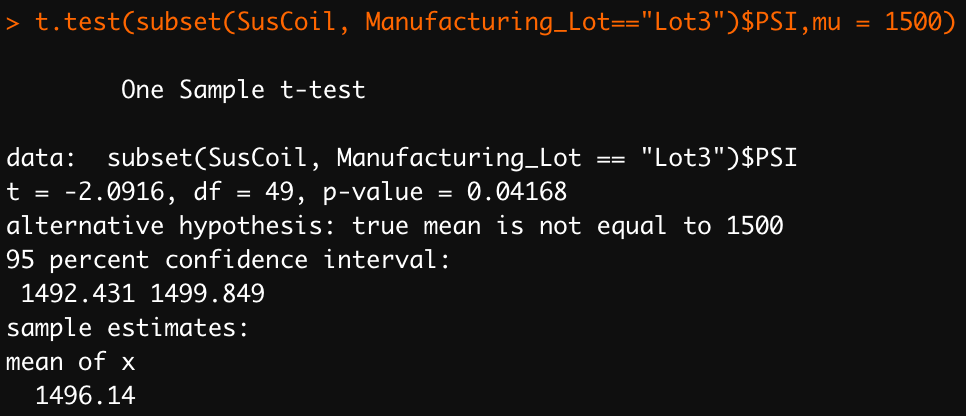 > t.test(subset(SusCoil, Manufacturing_Lot=="Lot3")$PSI,mu = 1500)
One Sample t-test
data:  subset(SusCoil, Manufacturing_Lot == "Lot3")$PSI
t = -2.0916, df = 49, p-value = 0.04168
alternative hypothesis: true mean is not equal to 1500
95 percent confidence interval:
 1492.431 1499.849
sample estimates:
mean of x
  1496.14